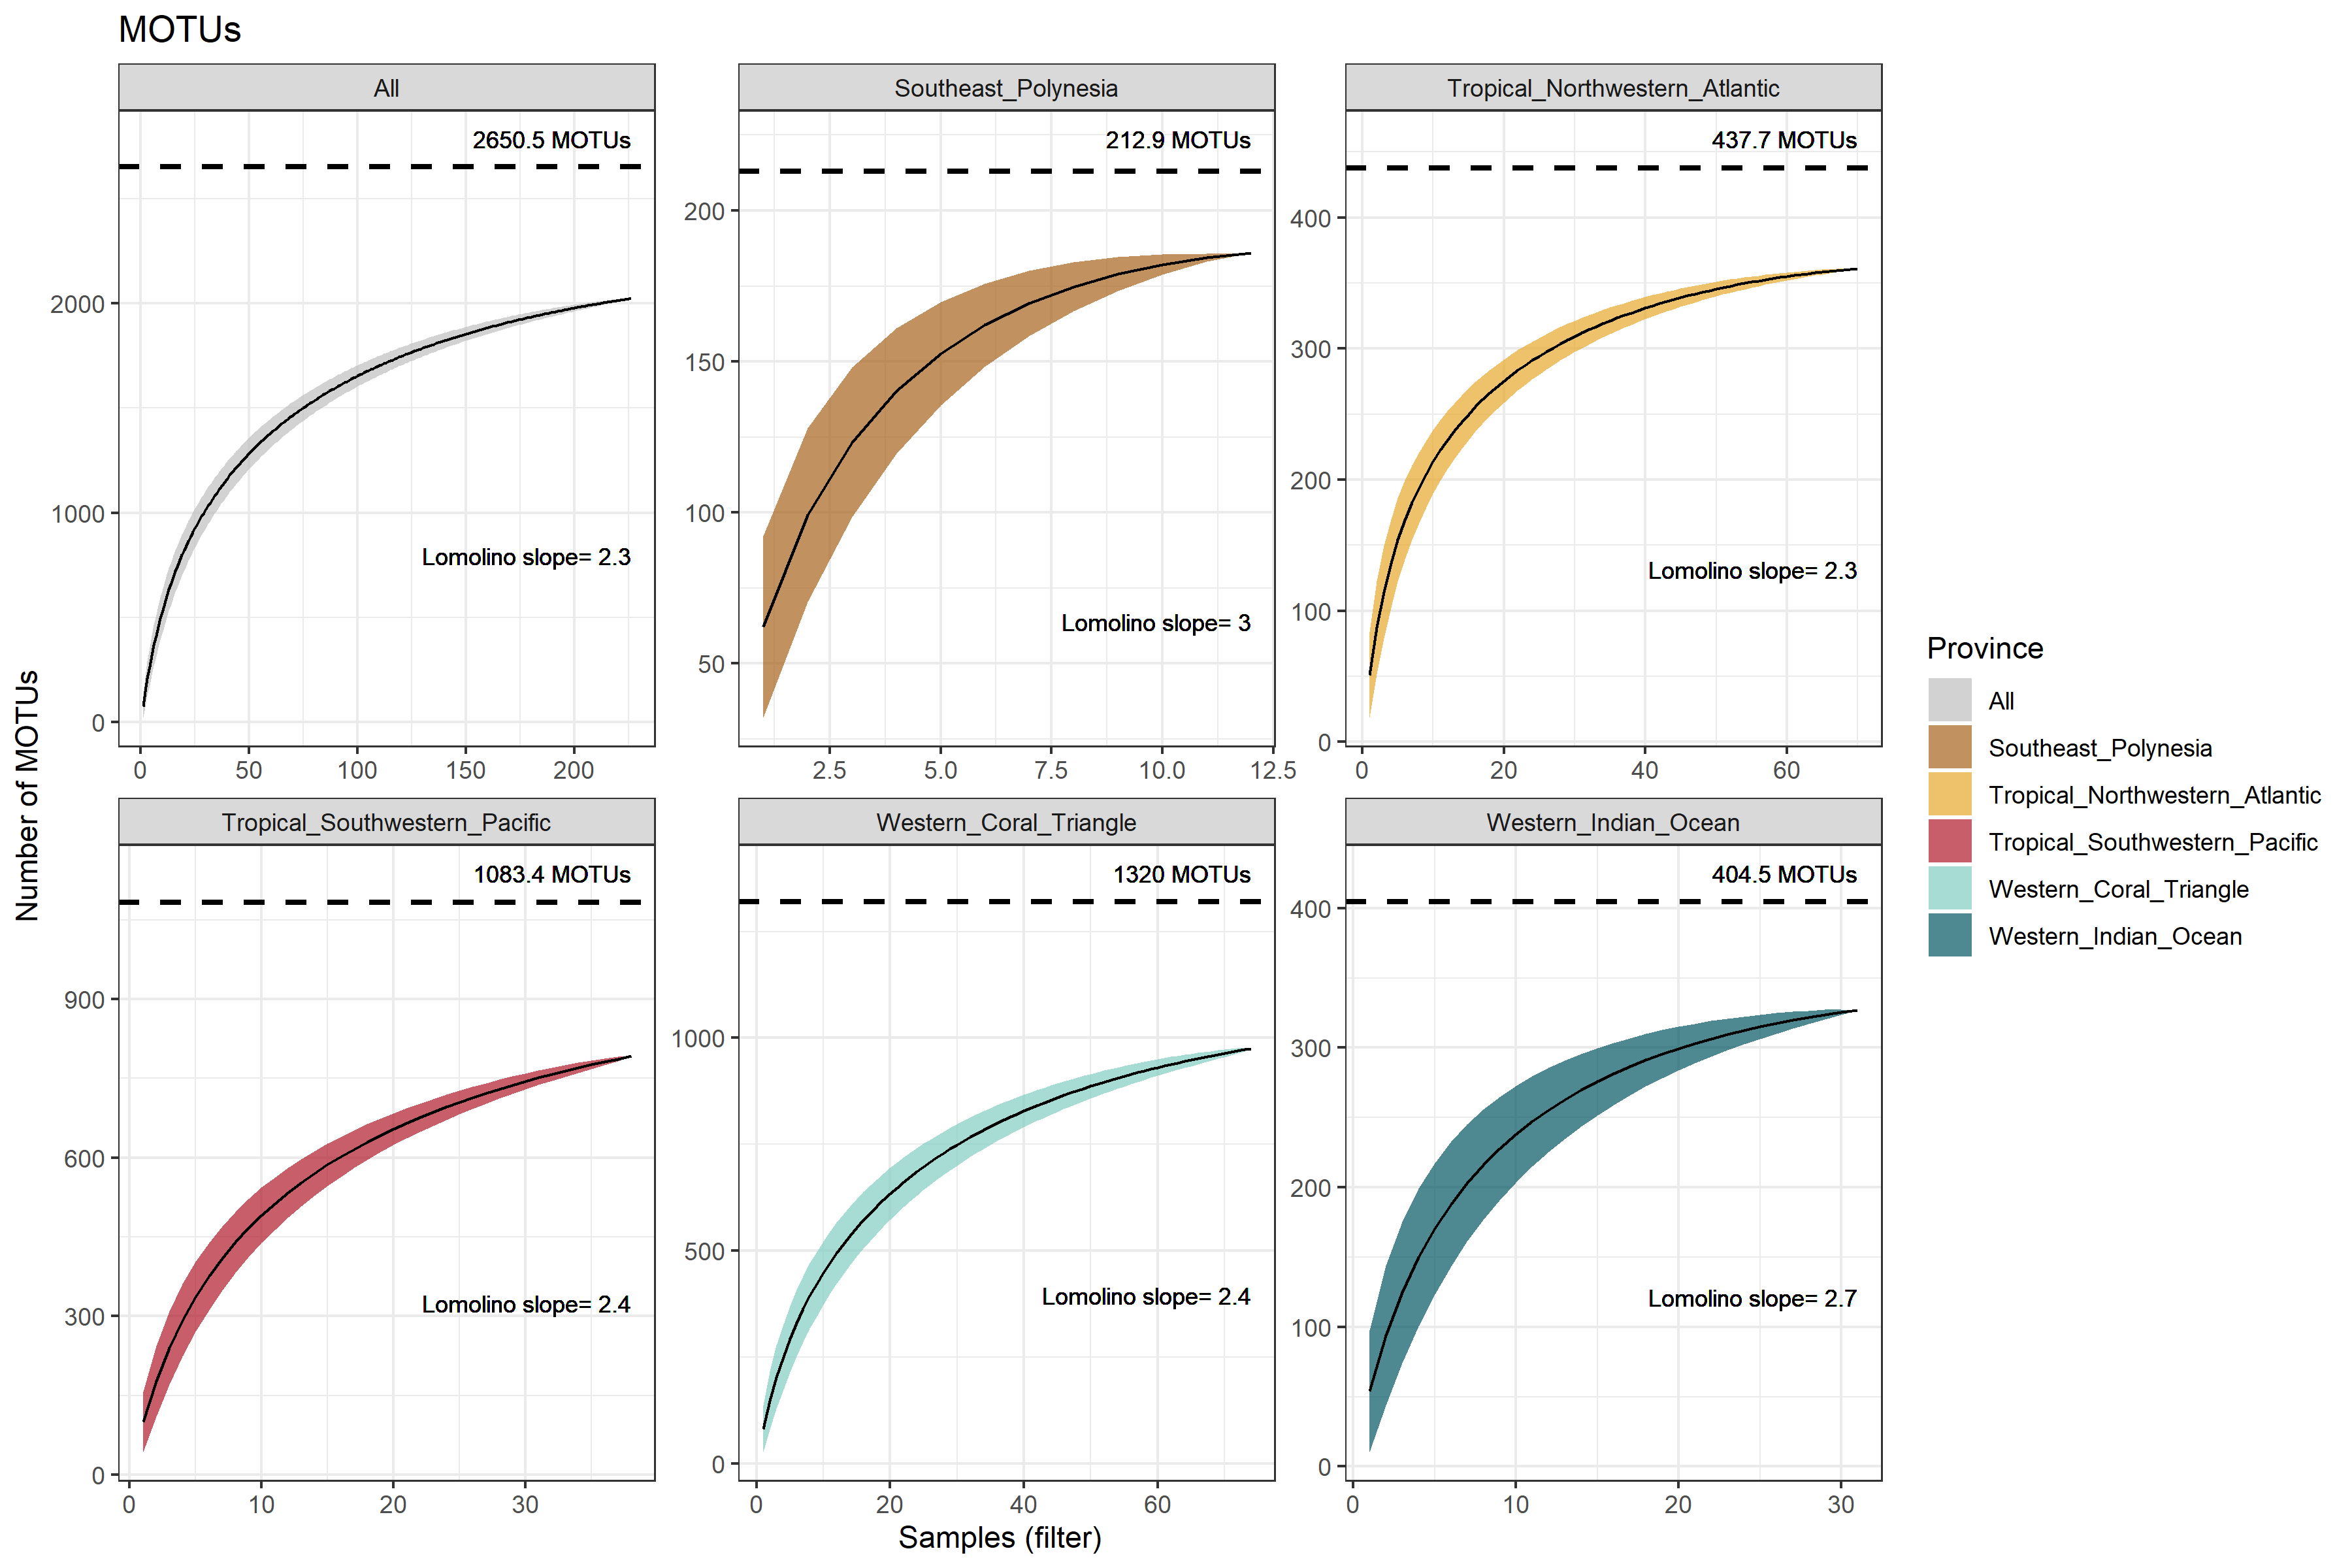 MOTUs
All
Southeast_Polynesia
Tropical_Northwestern_Atlantic
2650.5 MOTUs
212.9 MOTUs
437.7 MOTUs
Lomolino slope= 2.3
Lomolino slope= 3
Lomolino slope= 2.3
2000
1000
0
200
150
100
50
400
300
200
100
0
0 50 100 150 200
2.5 5.0 7.5 10.0 12.5
0 20 40 60
Tropical_Southwestern_Pacific
Western_Coral_Triangle
Western_Indian_Ocean
1083.4 MOTUs
1320 MOTUs
404.5 MOTUs
Lomolino slope= 2.4
Lomolino slope= 2.4
Lomolino slope= 2.7
900
600
300
0
1000
500
0
400
300
200
100
0
0 10 20 30
0 20 40 60
0 10 20 30
Number of MOTUs
Samples (filter)
Province
All
Southeast_Polynesia
Tropical_Northwestern_Atlantic
Tropical_Southwestern_Pacific
Western_Coral_Triangle
Western_Indian_Ocean